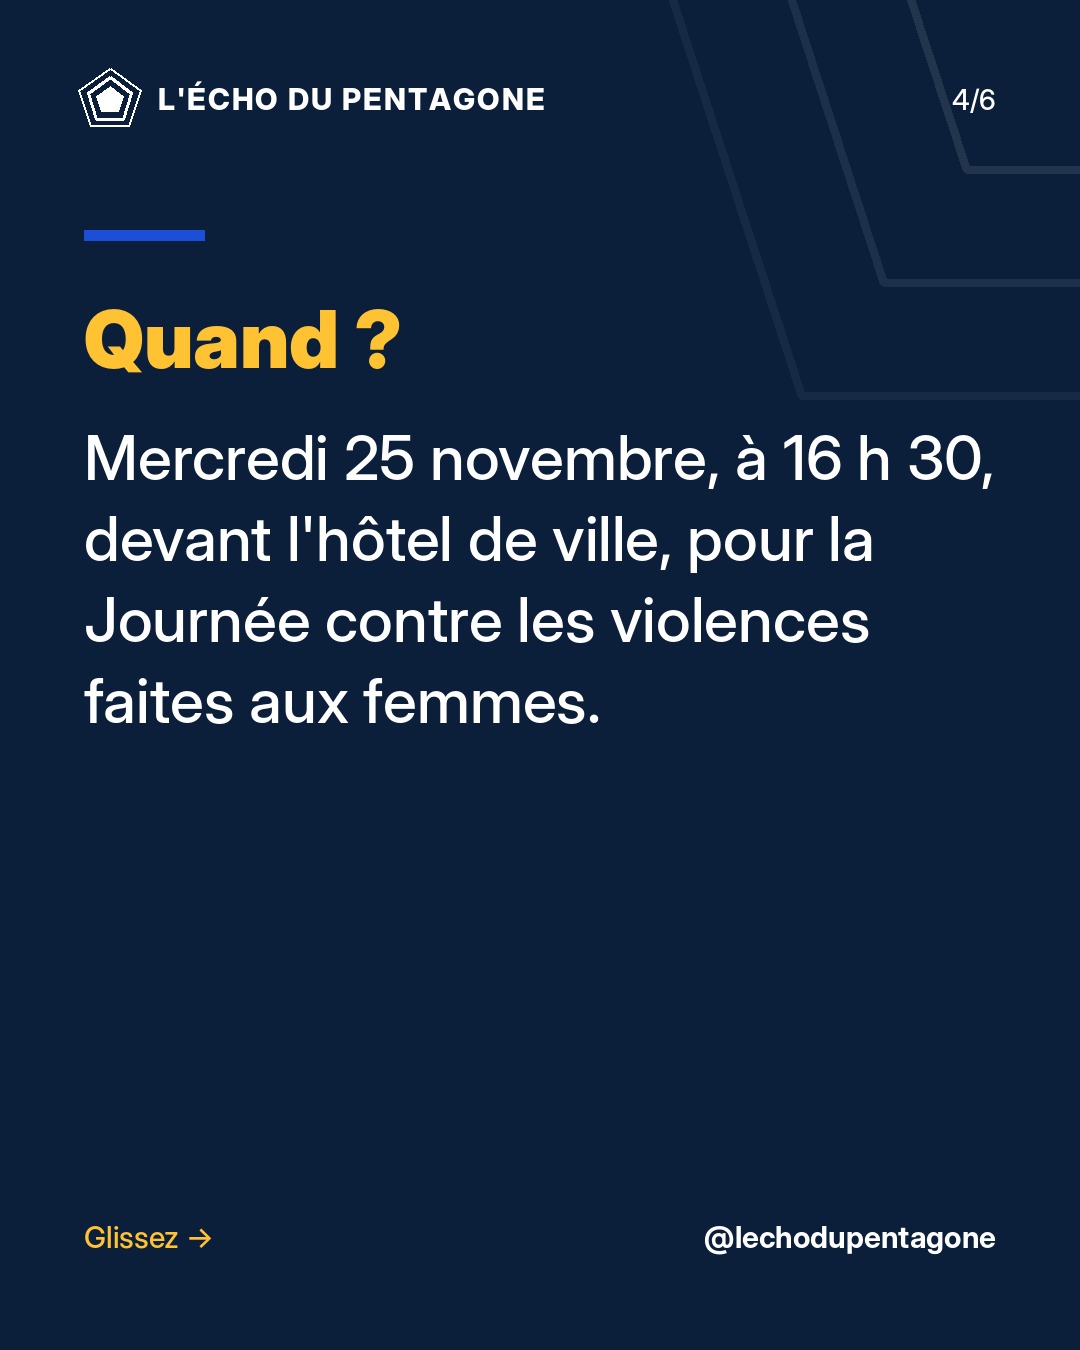 L'ÉCHO DU PENTAGONE
4/6
Quand ?
Mercredi 25 novembre, à 16 h 30,
devant l'hôtel de ville, pour la
Journée contre les violences
faites aux femmes.
Glissez →
@lechodupentagone